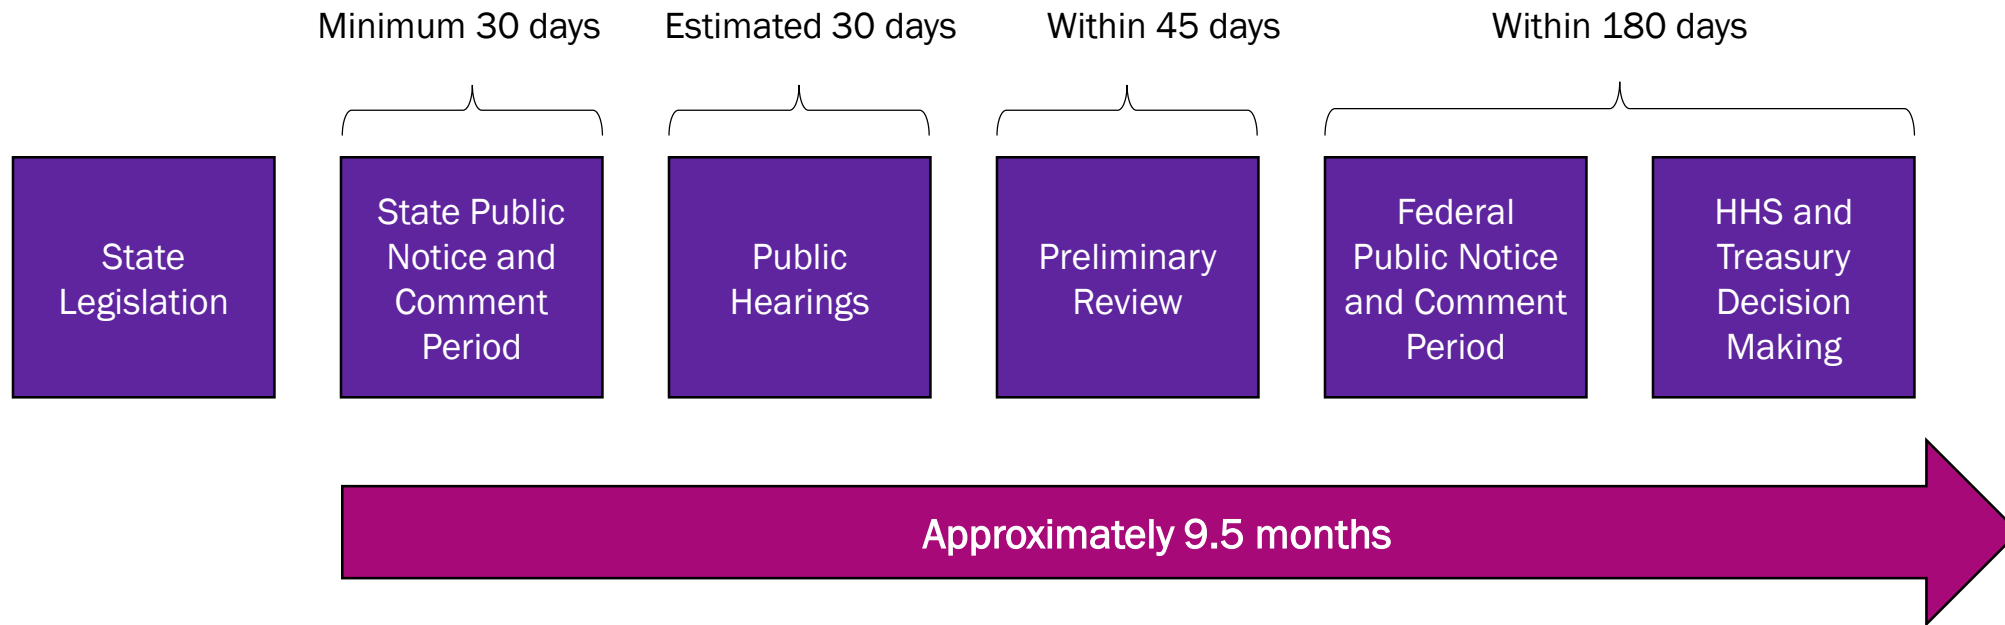 Minimum 30 days
Estimated 30 days
Within 45 days
Within 180 days
State
Legislation
State Public
Notice and
Comment
Period
Public
Hearings
Preliminary
Review
Federal
Public Notice
and Comment
Period
HHS and
Treasury
Decision
Making
Approximately 9.5 months